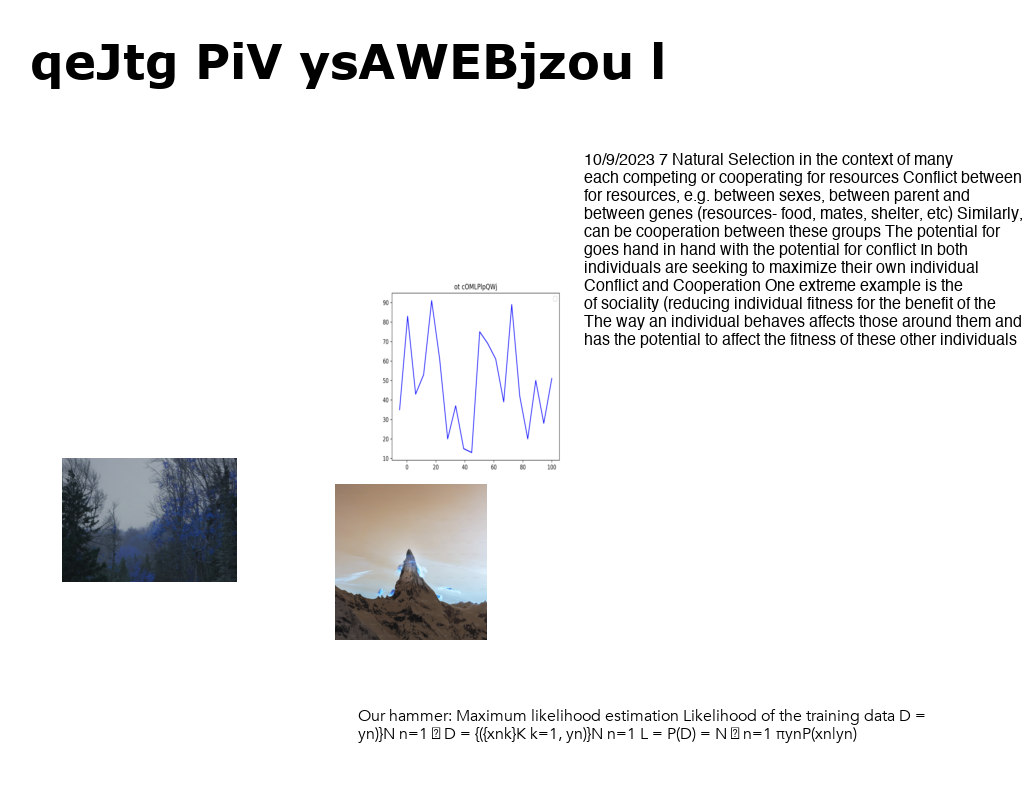 qeJtg PiV ysAWEBjzou l
10/9/2023 7 Natural Selection in the context of many
each competing or cooperating for resources Conflict between
for resources, e.g. between sexes, between parent and
between genes (resources- food, mates, shelter, etc) Similarly,
can be cooperation between these groups The potential for
goes hand in hand with the potential for conflict In both
individuals are seeking to maximize their own individual
Conflict and Cooperation One extreme example is the
of sociality (reducing individual fitness for the benefit of the
The way an individual behaves affects those around them and
has the potential to affect the fitness of these other individuals
ot cOMLPlpQWj
90
80
70
60
50
40
30
20
10
0 20 40 60 80 100
Our hammer: Maximum likelihood estimation Likelihood of the training data D =
yn)}N n=1 D = {({xnk}K k=1, yn)}N n=1 L = P(D) = N n=1 πynP(xn|yn)